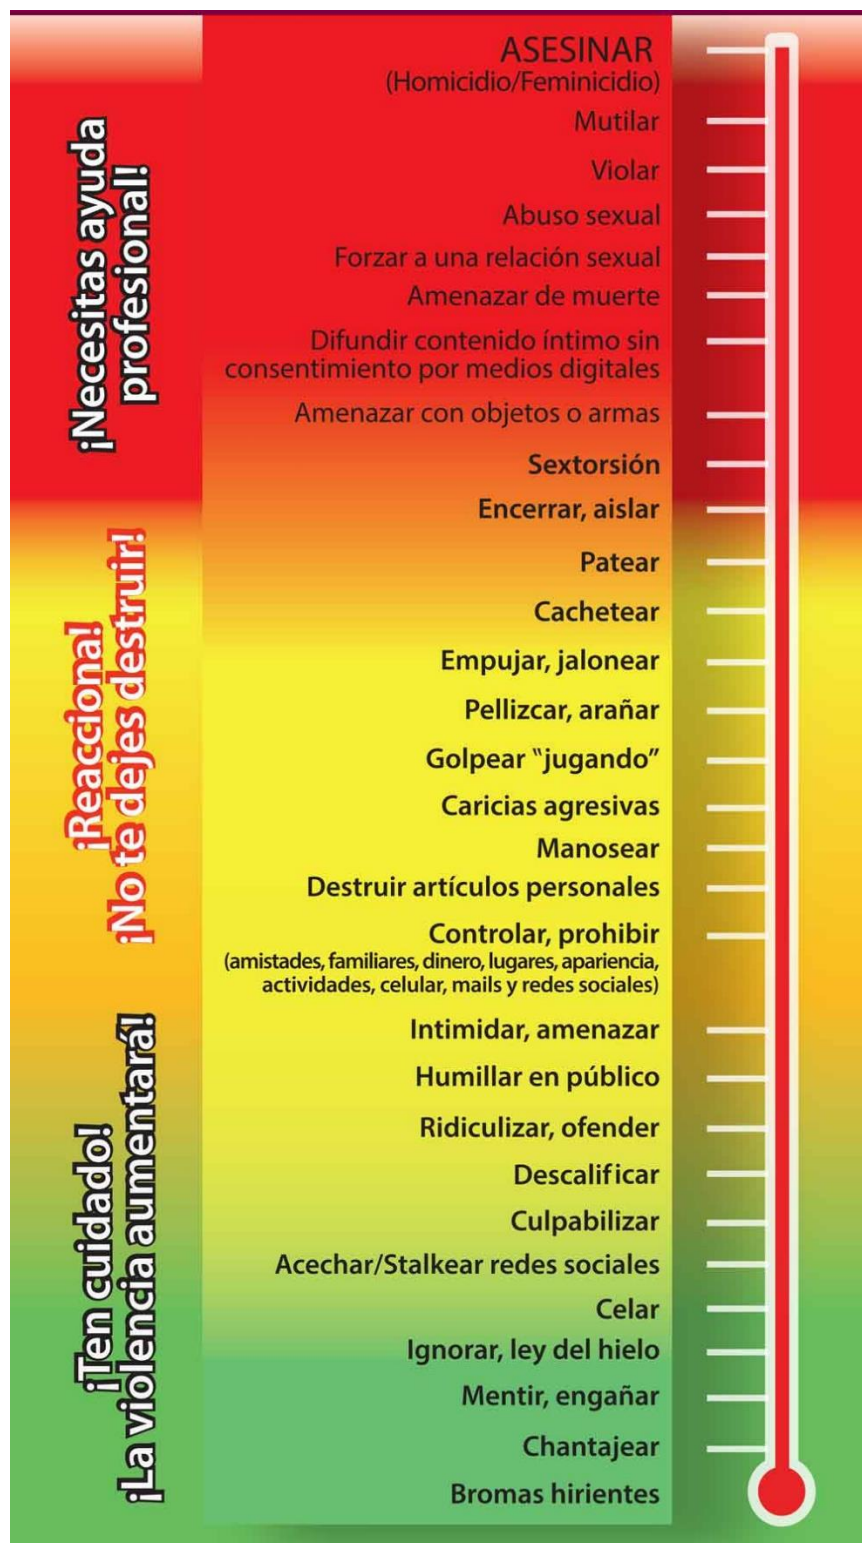 ¡Necesitas ayuda
profesional!
¡Reacciona!
¡No te dejes destruir!
¡Ten cuidado!
¡La violencia aumentará!
ASESINAR
(Homicidio/Feminicidio)
Mutilar
Violar
Abuso sexual
Forzar a una relación sexual
Amenazar de muerte
Difundir contenido íntimo sin
consentimiento por medios digitales
Amenazar con objetos o armas
Sextorsión
Encerrar, aislar
Patear
Cachetear
Empujar, jalonear
Pellizcar, arañar
Golpear "jugando"
Caricias agresivas
Manosear
Destruir artículos personales
Controlar, prohibir
(amistades, familiares, dinero, lugares, apariencia,
actividades, celular, mails y redes sociales)
Intimidar, amenazar
Humillar en público
Ridiculizar, ofender
Descalificar
Culpabilizar
Acechar/Stalkear redes sociales
Celar
Ignorar, ley del hielo
Mentir, engañar
Chantajear
Bromas hirientes